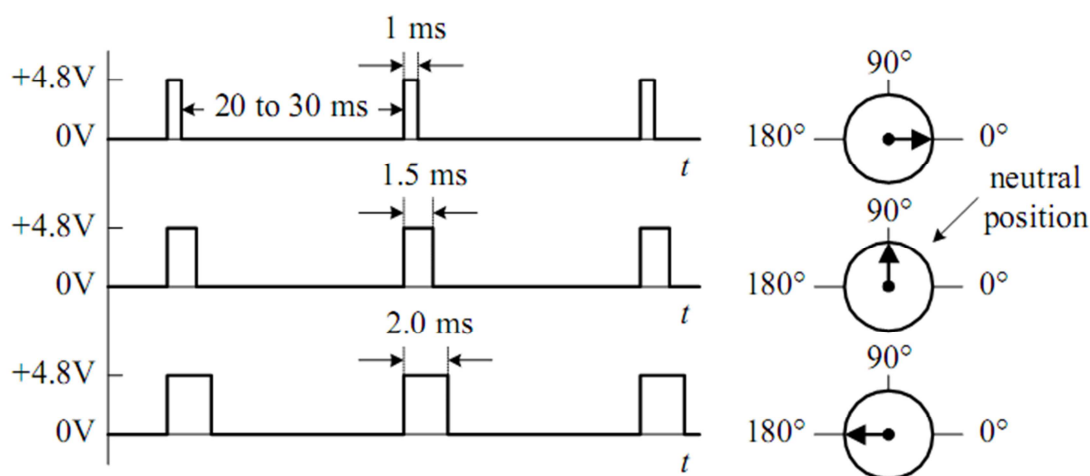 1 ms
+4.8V
20 to 30 ms
0V
t
90°
180°
0°
neutral
position
1.5 ms
+4.8V
0V
t
90°
180°
0°
2.0 ms
+4.8V
0V
t
90°
180°
0°